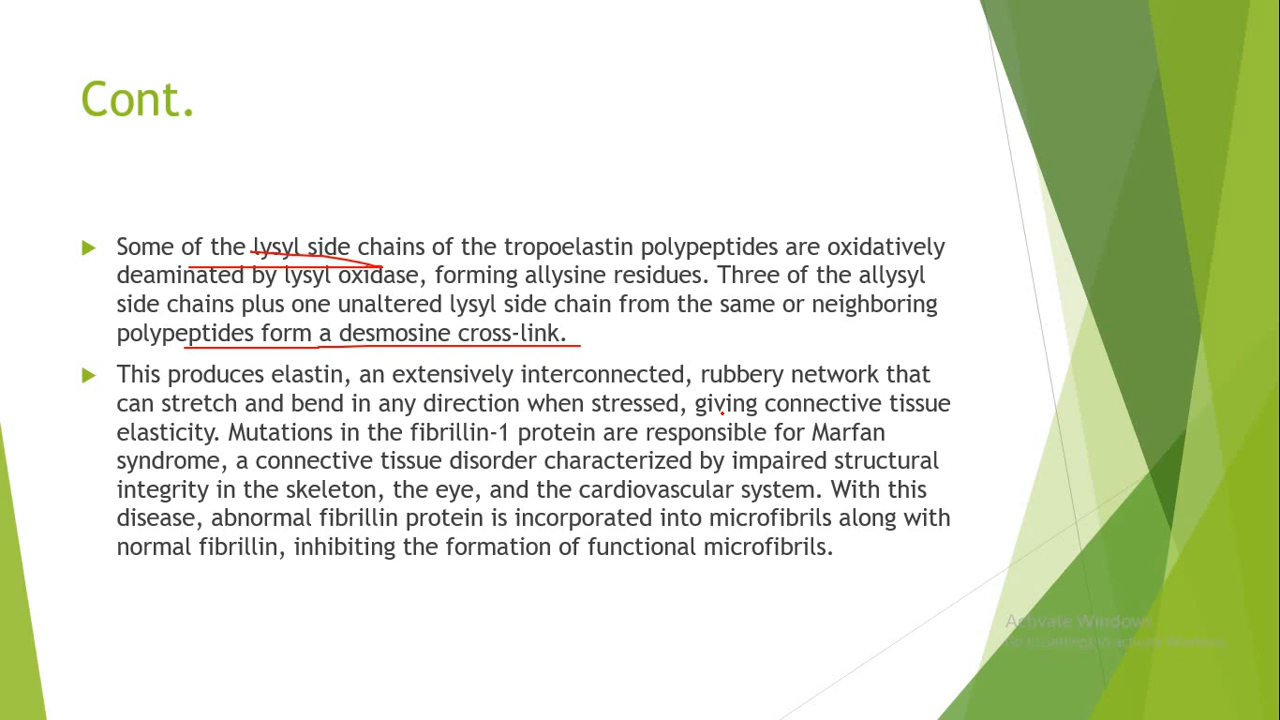 Cont.
Some of the lysyl side chains of the tropoelastin polypeptides are oxidatively
deaminated by lysyl oxidase, forming allysine residues. Three of the allysyl
side chains plus one unaltered lysyl side chain from the same or neighboring
polypeptides form a desmosine cross-link.
This produces elastin, an extensively interconnected, rubbery network that
can stretch and bend in any direction when stressed, giving connective tissue
elasticity. Mutations in the fibrillin-1 protein are responsible for Marfan
syndrome, a connective tissue disorder characterized by impaired structural
integrity in the skeleton, the eye, and the cardiovascular system. With this
disease, abnormal fibrillin protein is incorporated into microfibrils along with
normal fibrillin, inhibiting the formation of functional microfibrils.
Activate Windows
to Settings to activate Windows.